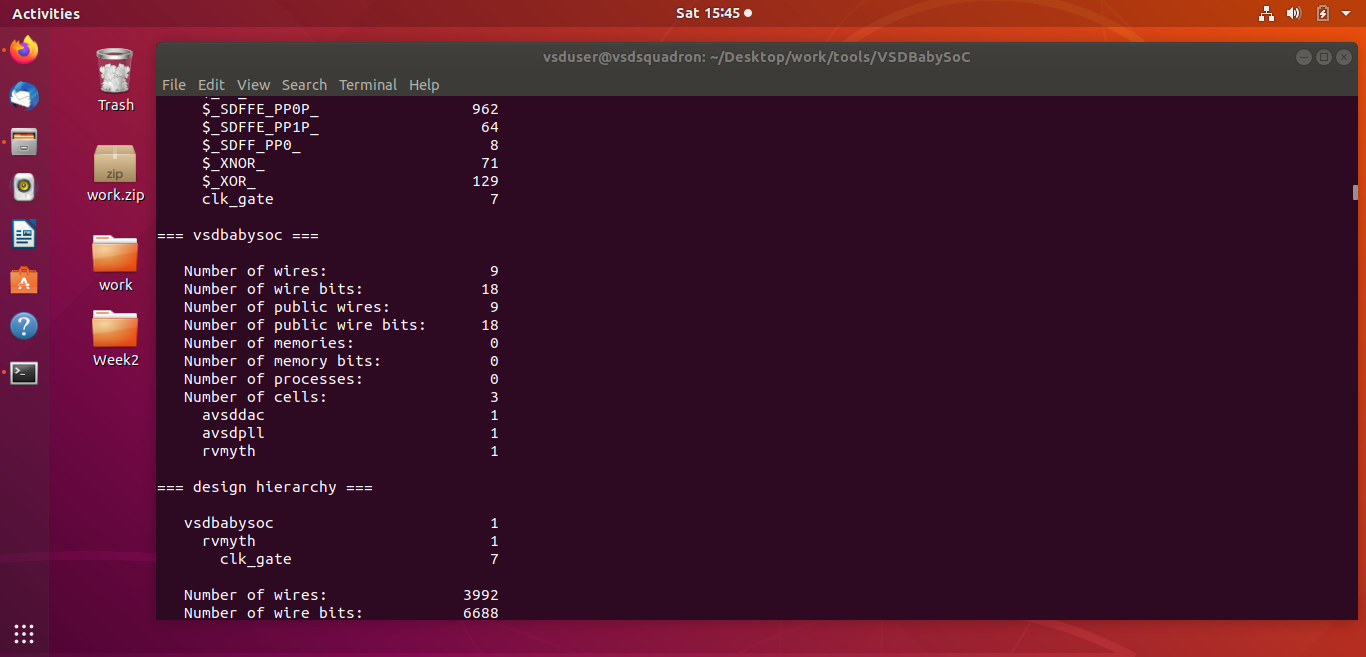 Activities
Sat 15:45
vsduser@vsdsquadron: ~/Desktop/work/tools/VSDBabySoC
File Edit View Search Terminal Help
Trash
zip
work.zip
work
Week2
$_SDFFE_PP0P_ 962
$_SDFFE_PP1P_ 64
$_SDFF_PP0_ 8
$_XNOR_ 71
$_XOR_ 129
clk_gate 7
=== vsdbabysoc ===
Number of wires: 9
Number of wire bits: 18
Number of public wires: 9
Number of public wire bits: 18
Number of memories: 0
Number of memory bits: 0
Number of processes: 0
Number of cells: 3
avsddac 1
avsdpll 1
rvmyth 1
=== design hierarchy ===
vsdbabysoc 1
rvmyth 1
clk_gate 7
Number of wires: 3992
Number of wire bits: 6688